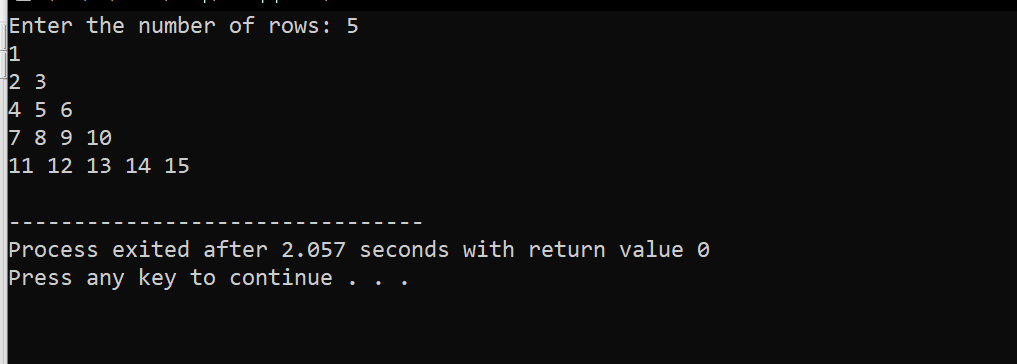 Enter the number of rows: 5
1
2 3
4 5 6
7 8 9 10
11 12 13 14 15
--------------------------------
Process exited after 2.057 seconds with return value 0
Press any key to continue . . .